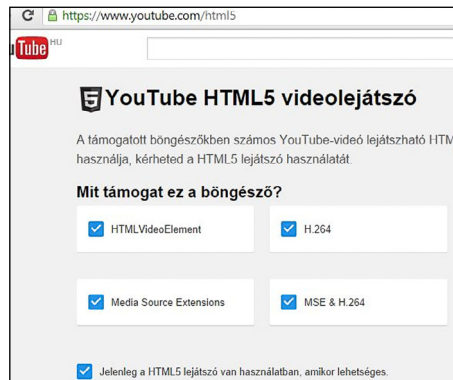 https://www.youtube.com/html5
Tube HU
YouTube HTML5 videolejátszó
A támogatott böngészőkben számos YouTube-videó lejátszható HTM
használja, kérheted a HTML5 lejátszó használatát.
Mit támogat ez a böngésző?
HTMLVideoElement
H.264
Media Source Extensions
MSE & H.264
Jelenleg a HTML5 lejátszó van használatban, amikor lehetséges.